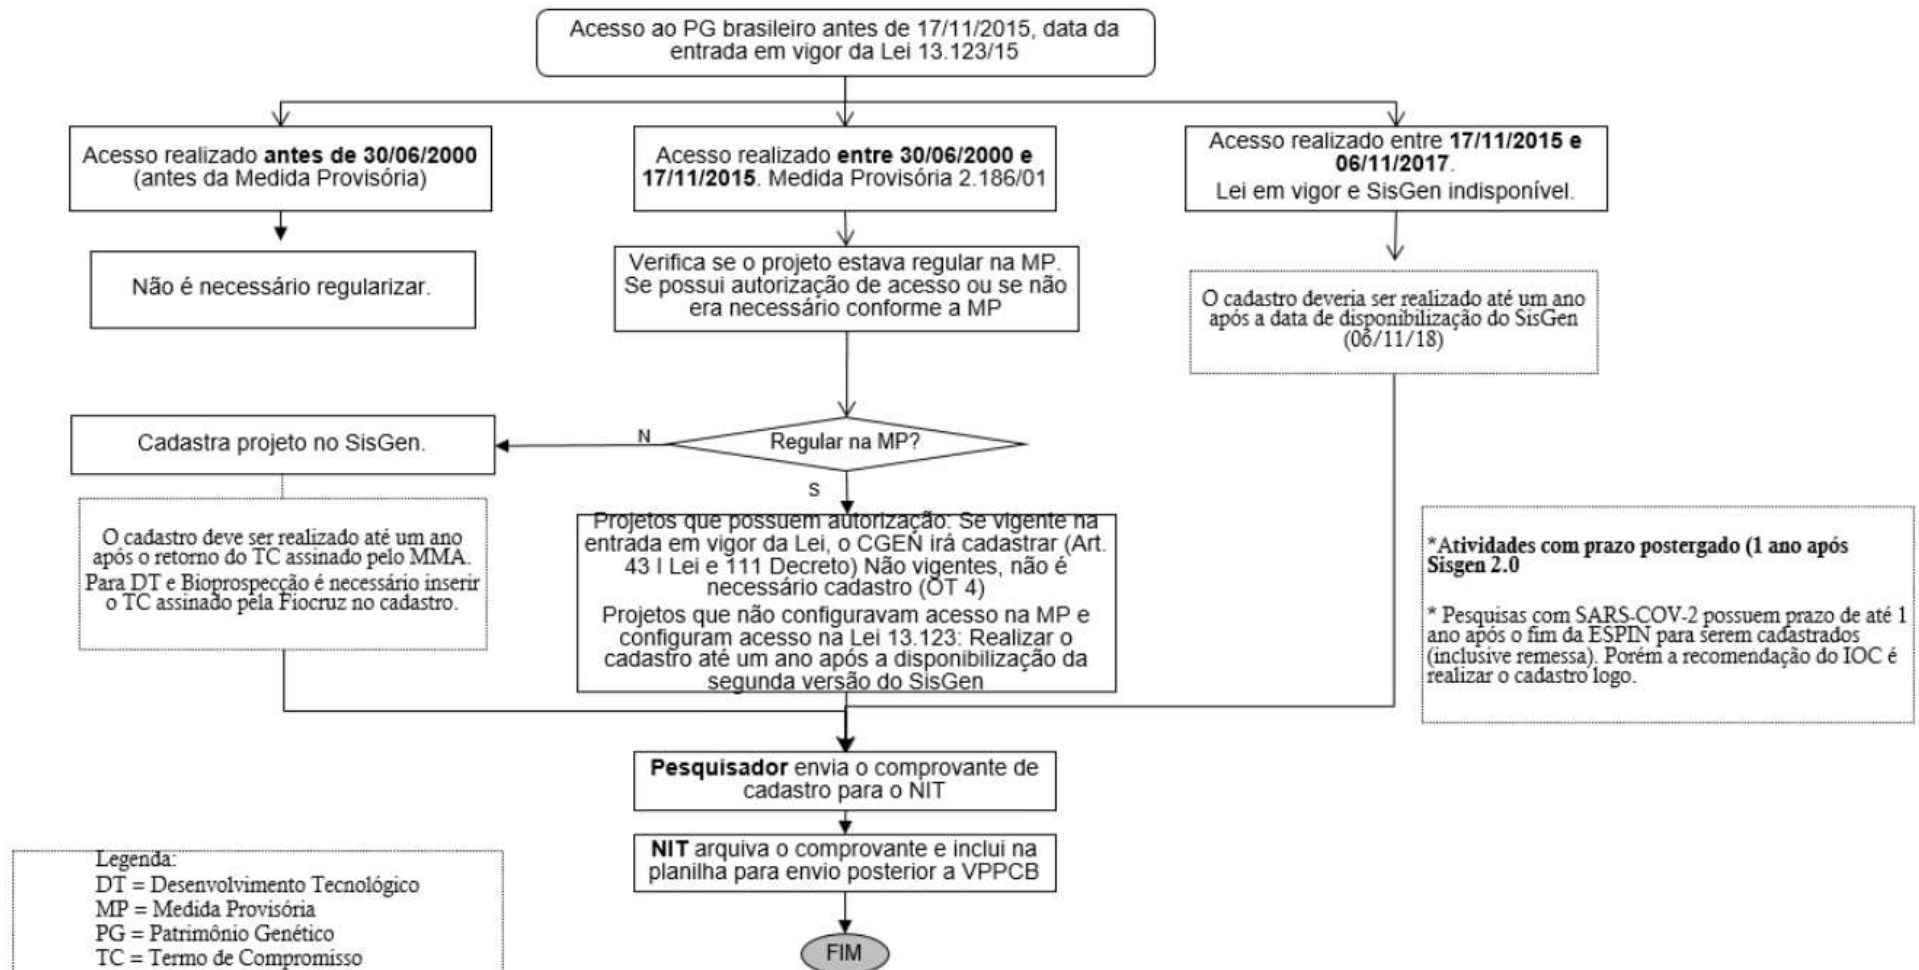 Acesso ao PG brasileiro antes de 17/11/2015, data da
entrada em vigor da Lei 13.123/15
Acesso realizado antes de 30/06/2000
(antes da Medida Provisória)
Acesso realizado entre 30/06/2000 e
17/11/2015. Medida Provisória 2.186/01
Acesso realizado entre 17/11/2015 e
06/11/2017.
Lei em vigor e SisGen indisponível.
Não é necessário regularizar.
Verifica se o projeto estava regular na MP.
Se possui autorização de acesso ou se não
era necessário conforme a MP
O cadastro deveria ser realizado até um ano
após a data de disponibilização do SisGen
(06/11/18)
Cadastra projeto no SisGen.
N
Regular na MP?
S
O cadastro deve ser realizado até um ano
após o retorno do TC assinado pelo MMA.
Para DT e Bioprospecção é necessário inserir
o TC assinado pela Fiocruz no cadastro.
Projetos que possuem autorização: Se vigente na
entrada em vigor da Lei, o CGEN irá cadastrar (Art.
43 I Lei e 111 Decreto) Não vigentes, não é
necessário cadastro (OT 4)
Projetos que não configuravam acesso na MP e
configuram acesso na Lei 13.123: Realizar o
cadastro até um ano após a disponibilização da
segunda versão do SisGen
*Atividades com prazo postergado (1 ano após
Sisgen 2.0
* Pesquisas com SARS-COV-2 possuem prazo de até 1
ano após o fim da ESPIN para serem cadastrados
(inclusive remessa). Porém a recomendação do IOC é
realizar o cadastro logo.
Pesquisador envia o comprovante de
cadastro para o NIT
NIT arquiva o comprovante e inclui na
planilha para envio posterior a VPPCB
FIM
Legenda:
DT = Desenvolvimento Tecnológico
MP = Medida Provisória
PG = Patrimônio Genético
TC = Termo de Compromisso